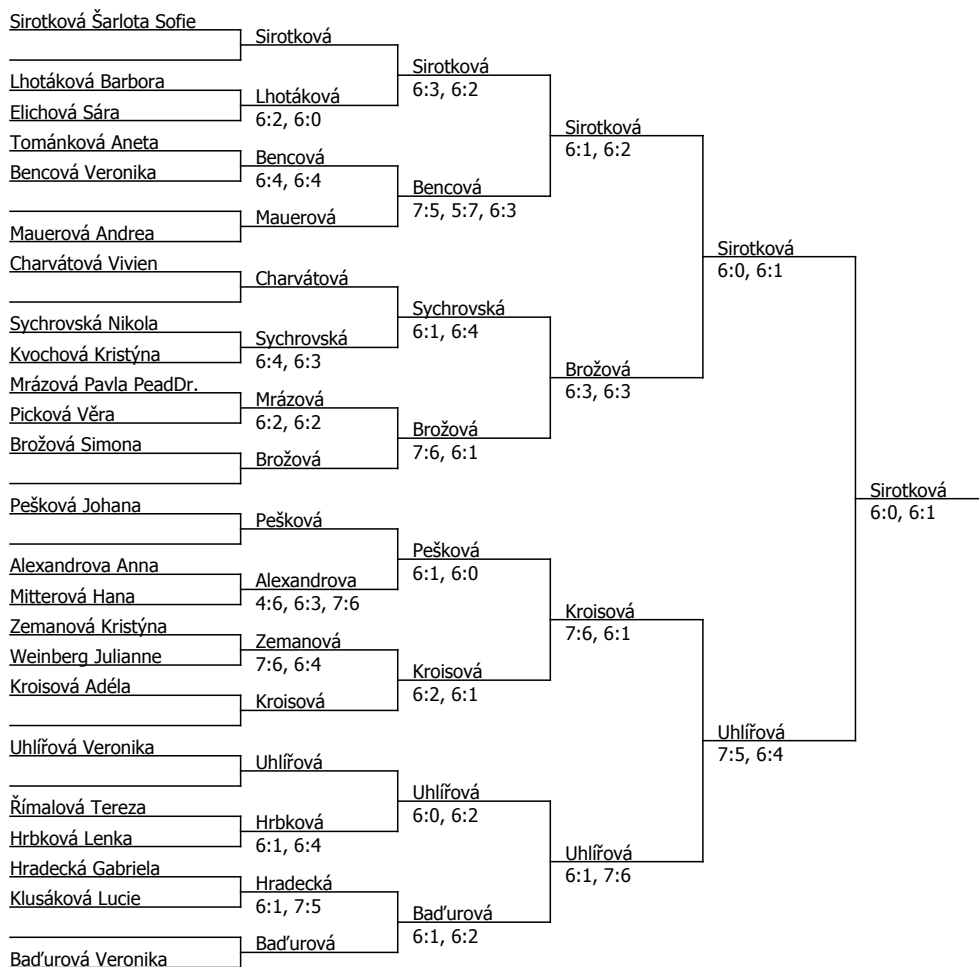 Sirotková Šarlota Sofie
Lhotáková Barbora
Elichová Sára
Tománková Aneta
Bencová Veronika
Mauerová Andrea
Charvátová Vivien
Sychrovská Nikola
Kvochová Kristýna
Mrázová Pavla PeadDr.
Picková Věra
Brožová Simona
Pešková Johana
Alexandrova Anna
Mitterová Hana
Zemanová Kristýna
Weinberg Julianne
Kroisová Adéla
Uhlířová Veronika
Římalová Tereza
Hrbková Lenka
Hradecká Gabriela
Klusáková Lucie
Baďurová Veronika
Sirotková
Lhotáková
6:2, 6:0
Bencová
6:4, 6:4
Mauerová
Charvátová
Sychrovská
6:4, 6:3
Mrázová
6:2, 6:2
Brožová
Pešková
Alexandrova
4:6, 6:3, 7:6
Zemanová
7:6, 6:4
Kroisová
Uhlířová
Hrbková
6:1, 6:4
Hradecká
6:1, 7:5
Baďurová
Sirotková
6:3, 6:2
Bencová
7:5, 5:7, 6:3
Sychrovská
6:1, 6:4
Brožová
7:6, 6:1
Pešková
6:1, 6:0
Kroisová
6:2, 6:1
Uhlířová
6:0, 6:2
Baďurová
6:1, 6:2
Sirotková
6:1, 6:2
Brožová
6:3, 6:3
Kroisová
7:6, 6:1
Uhlířová
6:1, 7:6
Sirotková
6:0, 6:1
Uhlířová
7:5, 6:4
Sirotková
6:0, 6:1